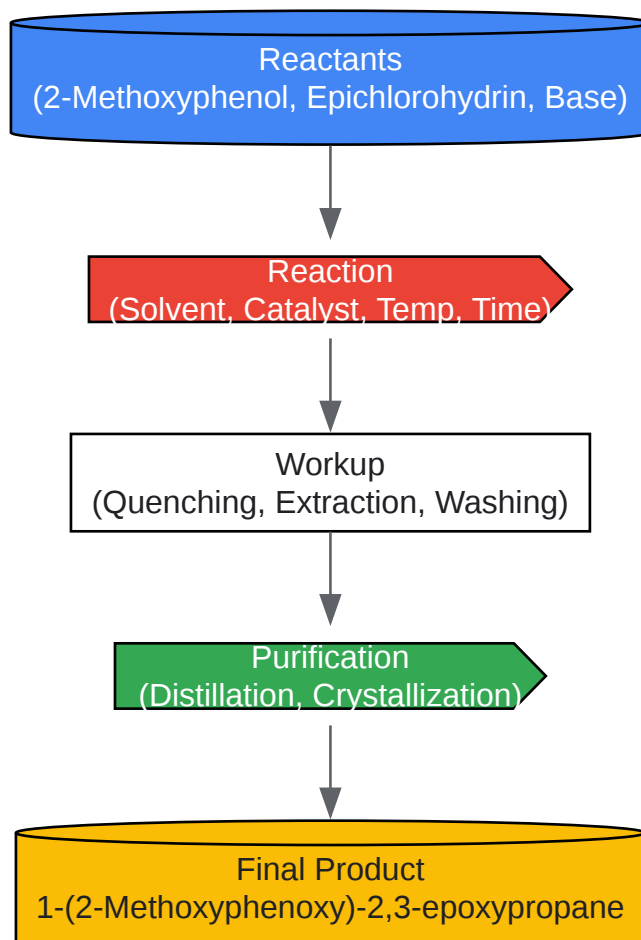 Reactants
(2-Methoxyphenol, Epichlorohydrin, Base)
Reaction
(Solvent, Catalyst, Temp, Time)
Workup
(Quenching, Extraction, Washing)
Purification
(Distillation, Crystallization)
Final Product
1-(2-Methoxyphenoxy)-2,3-epoxypropane